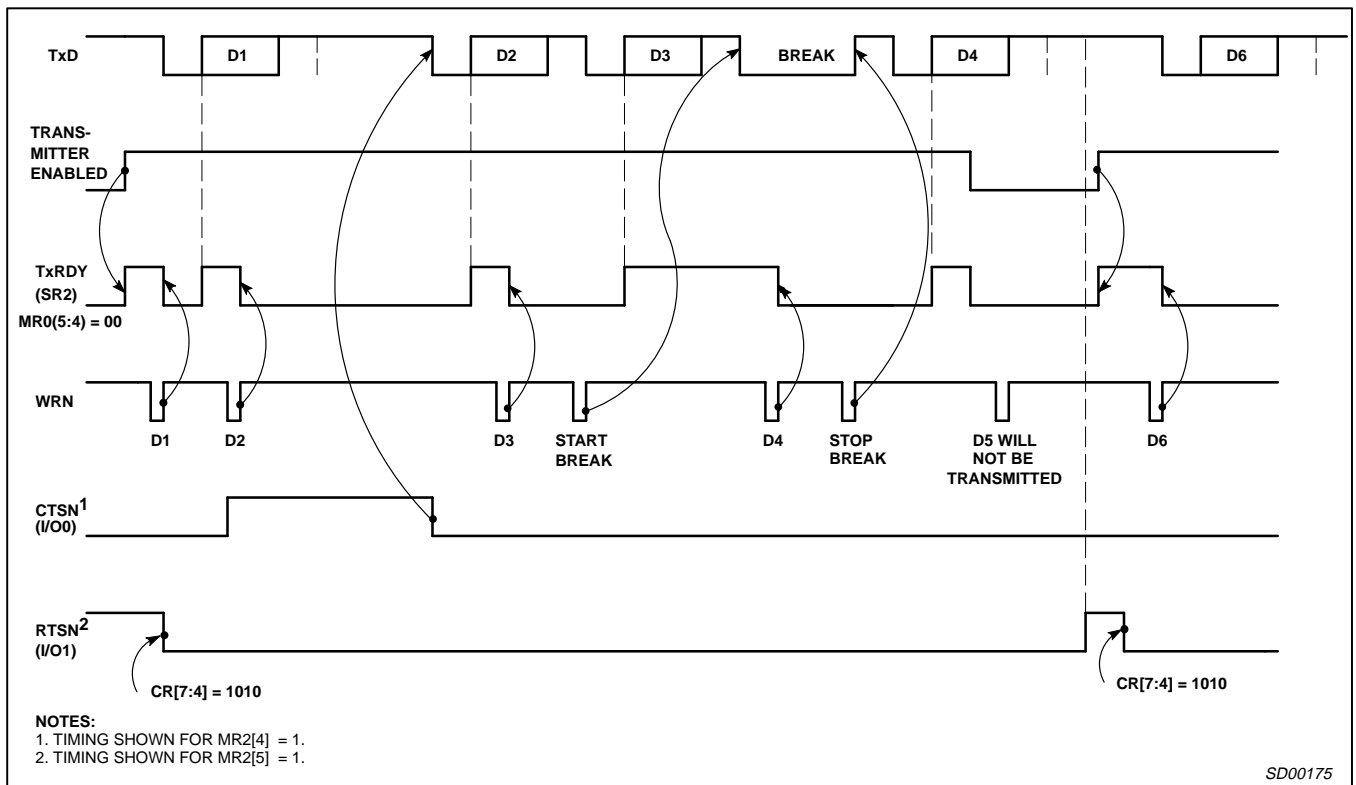 TxD
D1
D2
D3
BREAK
D4
D6
TRANS-
MITTER
ENABLED
TxRDY
(SR2)
MR0(5:4) = 00
WRN
D1
D2
D3
START
BREAK
D4
STOP
BREAK
D5 WILL
NOT BE
TRANSMITTED
D6
CTSN1
(I/O0)
RTSN2
(I/O1)
CR[7:4] = 1010
CR[7:4] = 1010
NOTES:
1. TIMING SHOWN FOR MR2[4] = 1.
2. TIMING SHOWN FOR MR2[5] = 1.
SD00175